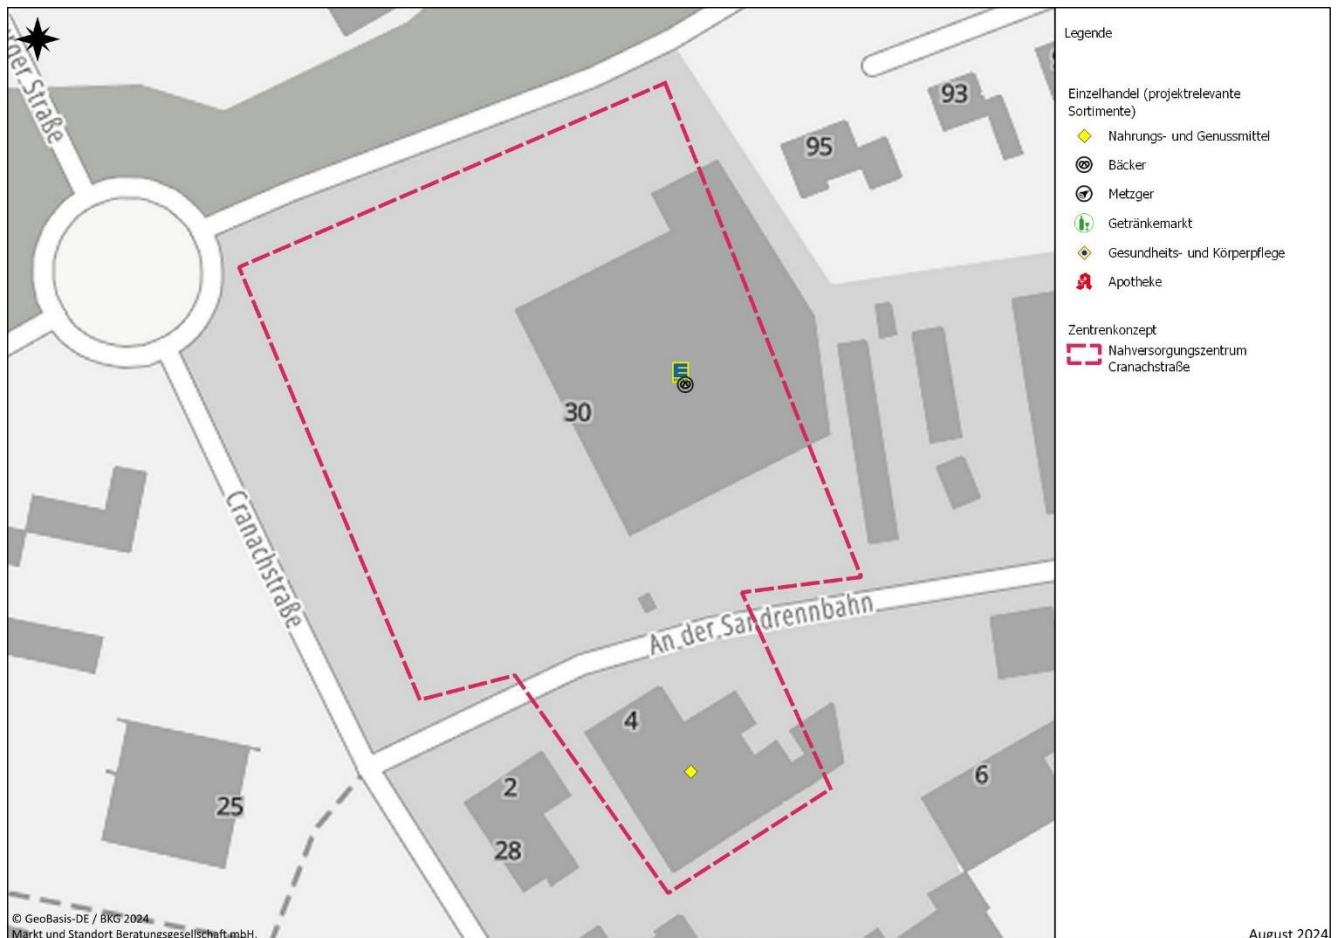 rger Straße
93
95
30
E
Cranachstraße
An der Sandrennbahn
4
2
28
25
6
© GeoBasis-DE / BKG 2024
Markt und Standort Beratungsgesellschaft mbH.
Legende
Einzelhandel (projektrelevante
Sortimente)
Nahrungs- und Genussmittel
Bäcker
Metzger
Getränkemarkt
Gesundheits- und Körperpflege
Apotheke
Zentrenkonzept
Nahversorgungszentrum
Cranachstraße
August 2024